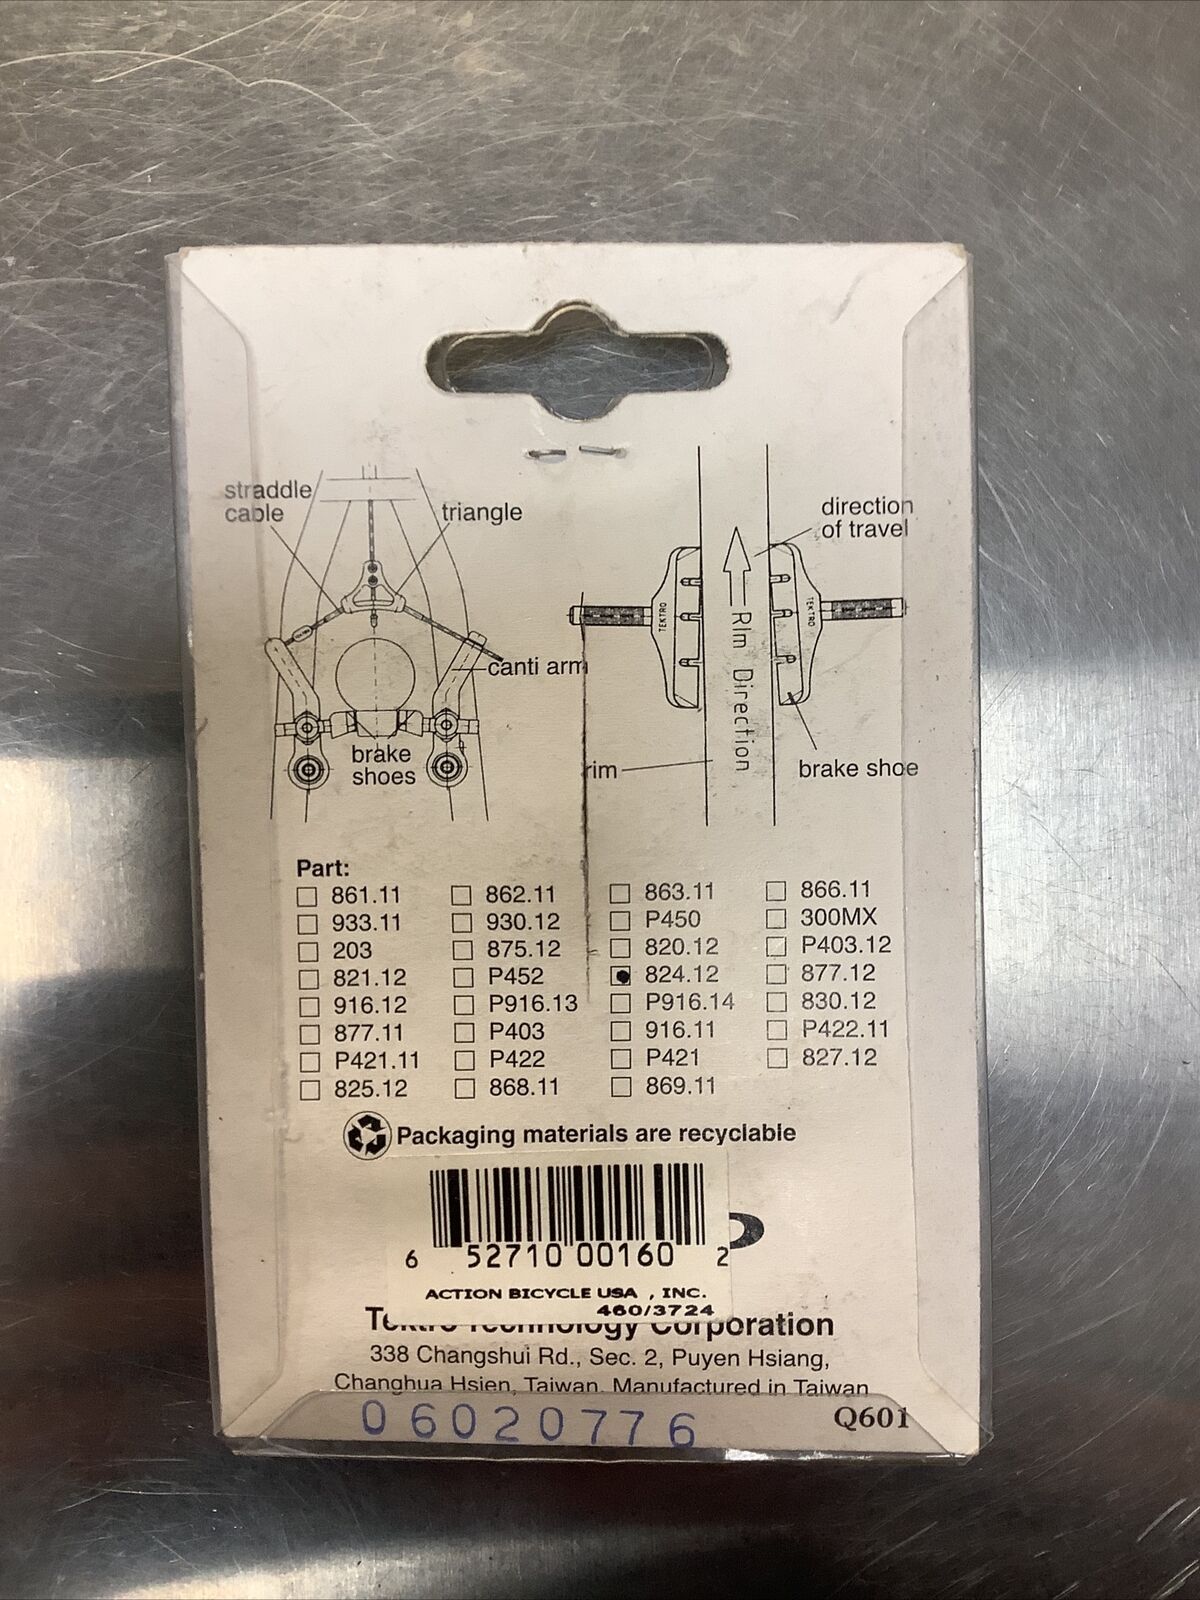 straddle
cable
triangle
canti arm
brake
shoes
direction
of travel
TEKTRO
TEKTRO
RIm Direction
rim
brake shoe
Part:
861.11 862.11 863.11 866.11
933.11 930.12 P450 300MX
203 875.12 820.12 P403.12
821.12 P452 824.12 877.12
916.12 P916.13 P916.14 830.12
877.11 P403 916.11 P422.11
P421.11 P422 P421 827.12
825.12 868.11 869.11
Packaging materials are recyclable
6 52710 00160 2
ACTION BICYCLE USA , INC.
460/3724
Tektro Technology Corporation
338 Changshui Rd., Sec. 2, Puyen Hsiang,
Changhua Hsien, Taiwan. Manufactured in Taiwan
06020776
Q601